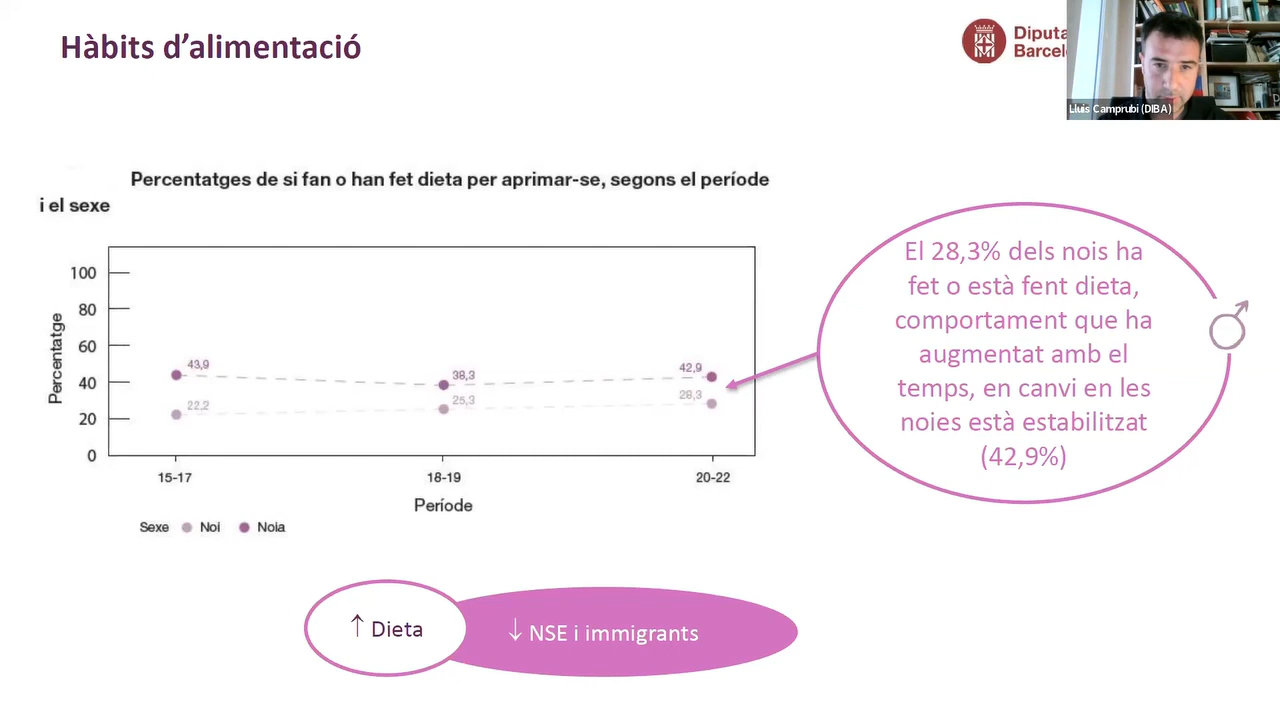 Hàbits d'alimentació
Diputa
Barcel
Lluis Camprubi (DIBA)
Percentatges de si fan o han fet dieta per aprimar-se, segons el període
i el sexe
Percentatge
100
80
60
40
20
0
43,9
38,3
42,9
22,2
25,3
28,3
15-17
18-19
20-22
Període
Sexe Noi Noia
El 28,3% dels nois ha
fet o està fent dieta,
comportament que ha
augmentat amb el
temps, en canvi en les
noies està estabilitzat
(42,9%)
↑ Dieta
↓ NSE i immigrants